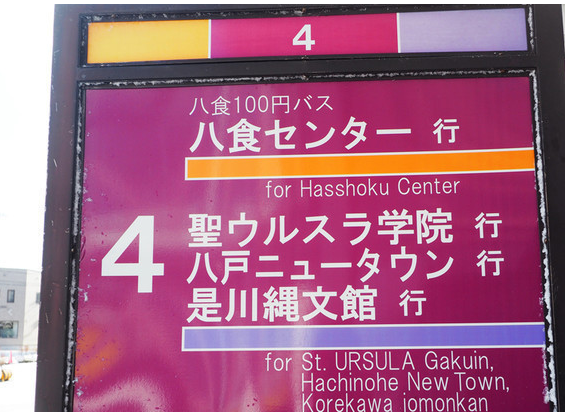 4
八食100円バス
八食センター 行
for Hasshoku Center
4
聖ウルスラ学院 行
八戸ニュータウン 行
是川縄文館 行
for St. URSULA Gakuin,
Hachinohe New Town,
Korekawa jomonkan